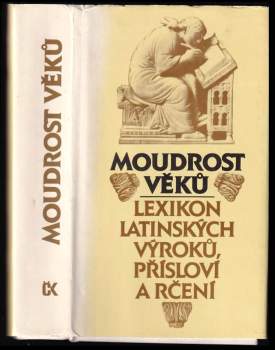 MOUDROST VĚKŮ
MOUDROST
VĚKŮ
LEXIKON
LATINSKÝCH
VÝROKŮ,
PŘÍSLOVÍ
A RČENÍ